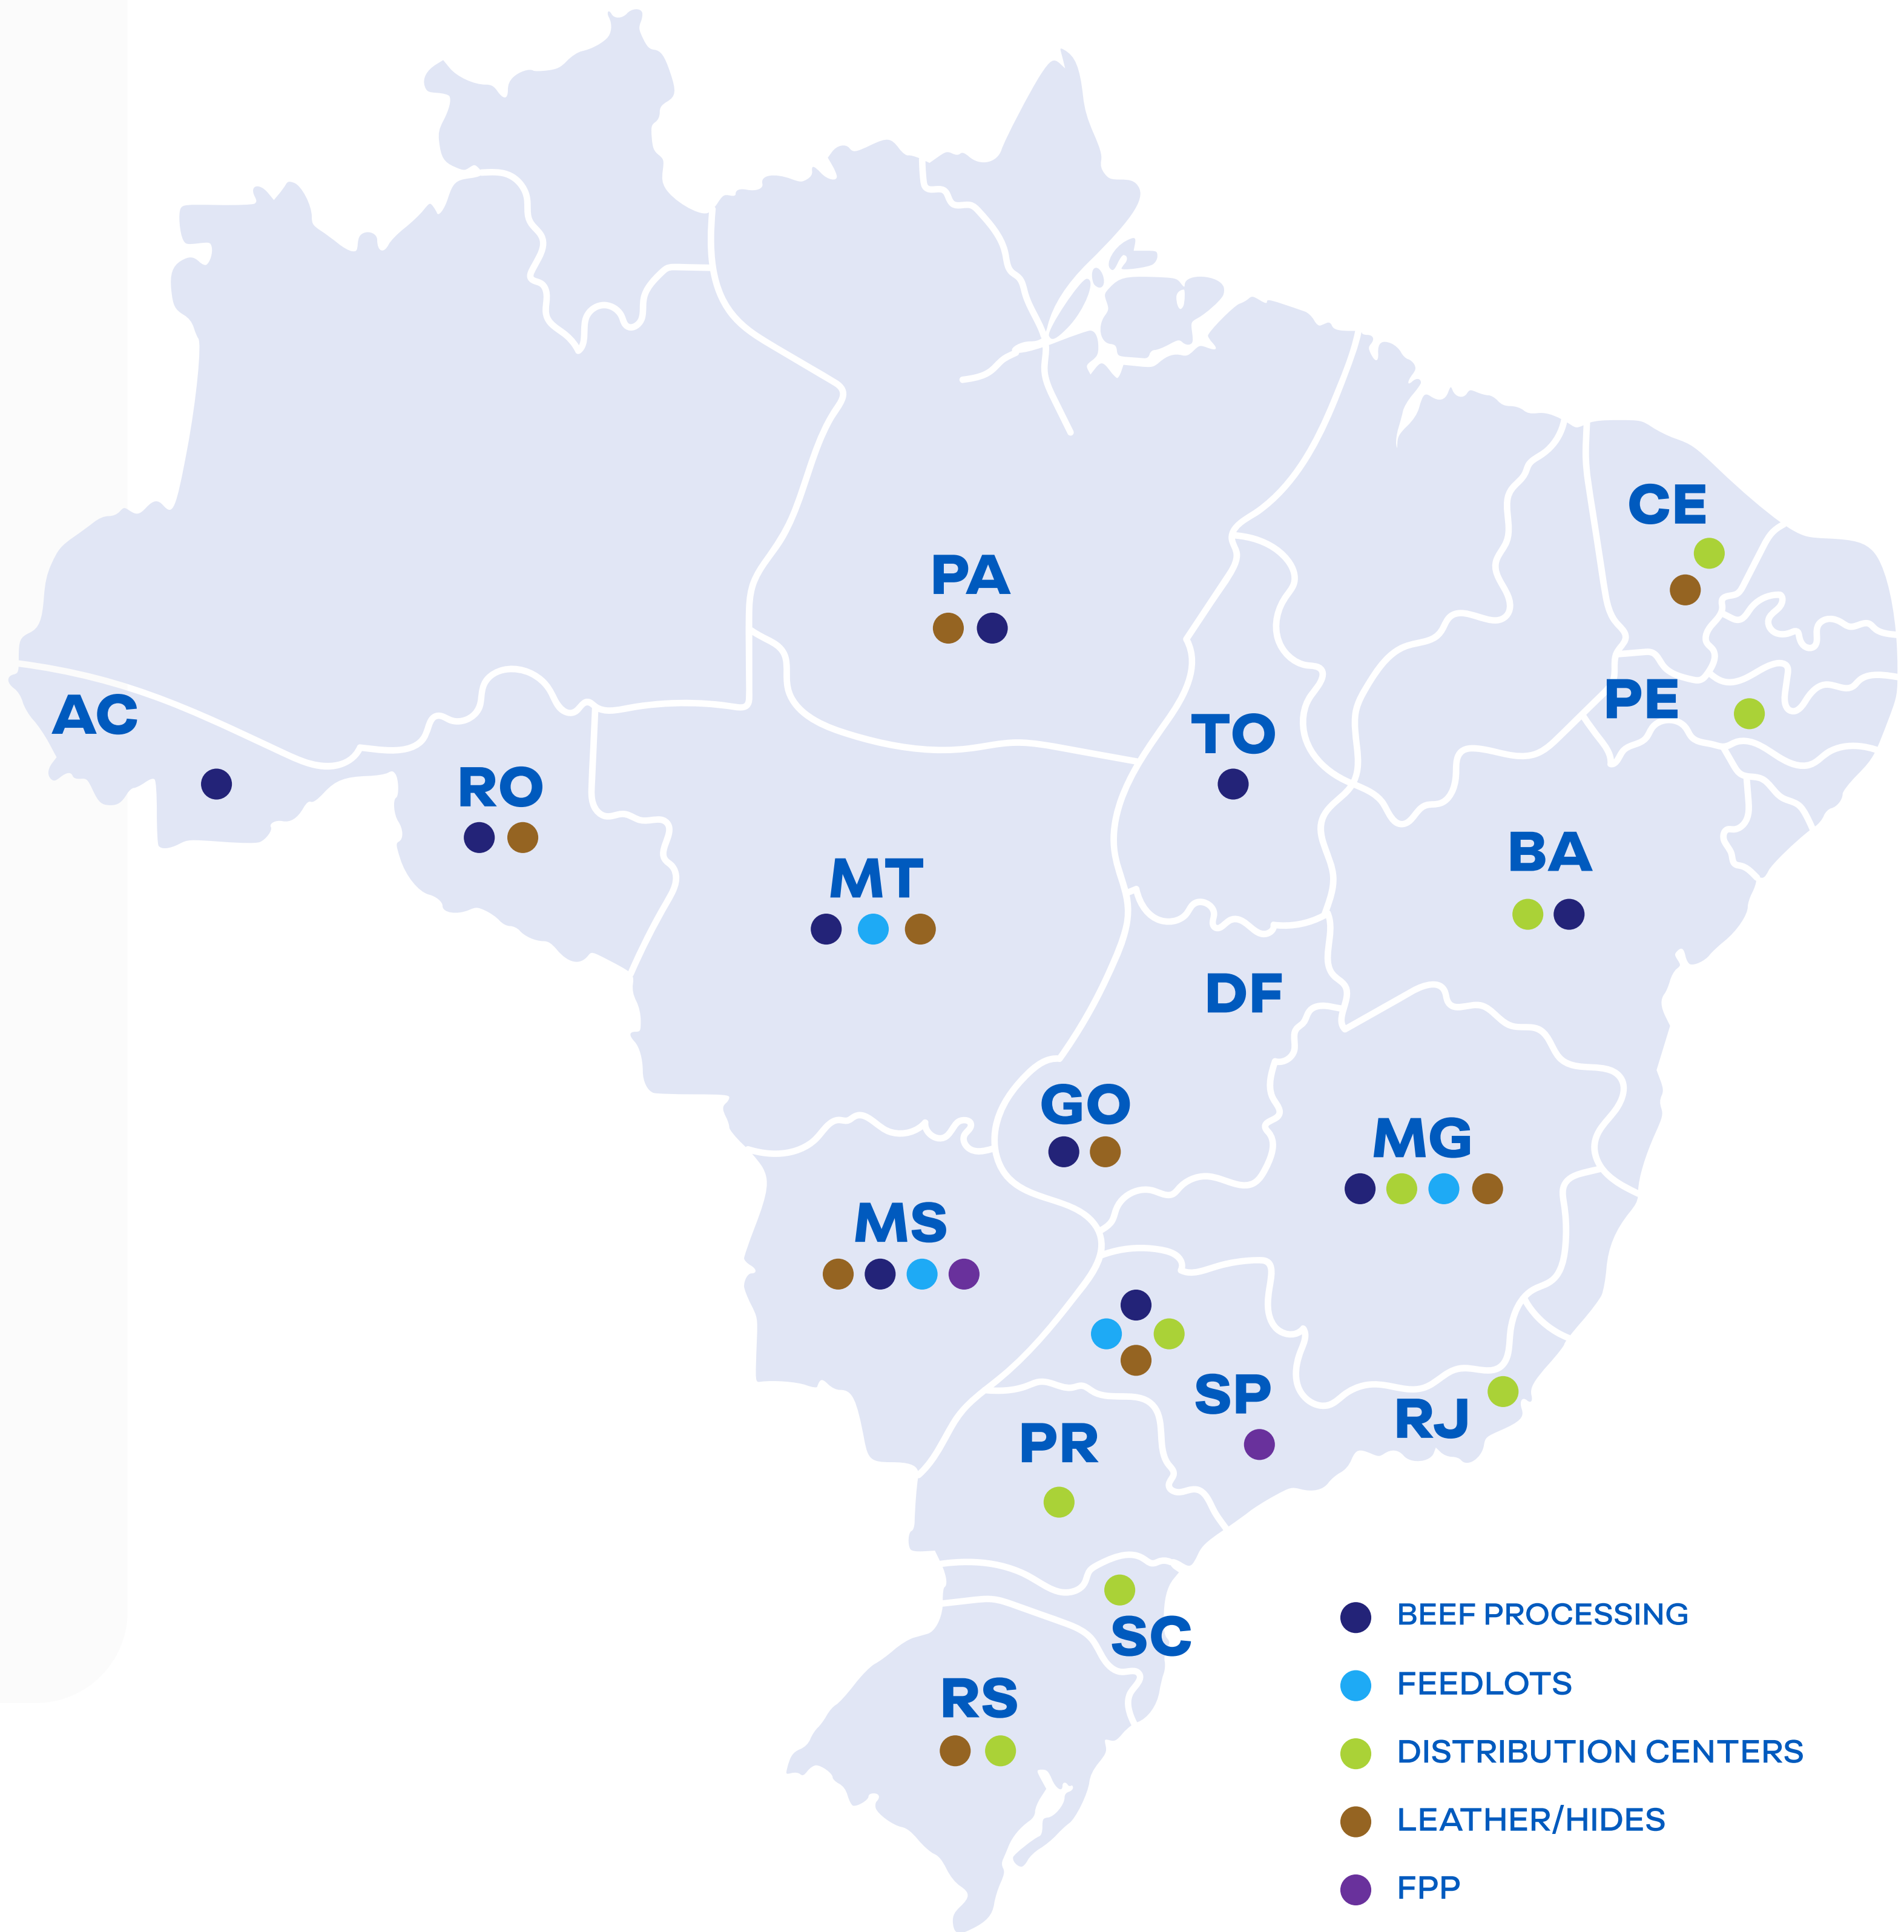 CE
PA
PE
AC
TO
RO
BA
MT
DF
GO
MG
MS
SP
RJ
PR
SC
RS
BEEF PROCESSING
FEEDLOTS
DISTRIBUTION CENTERS
LEATHER/HIDES
FPP